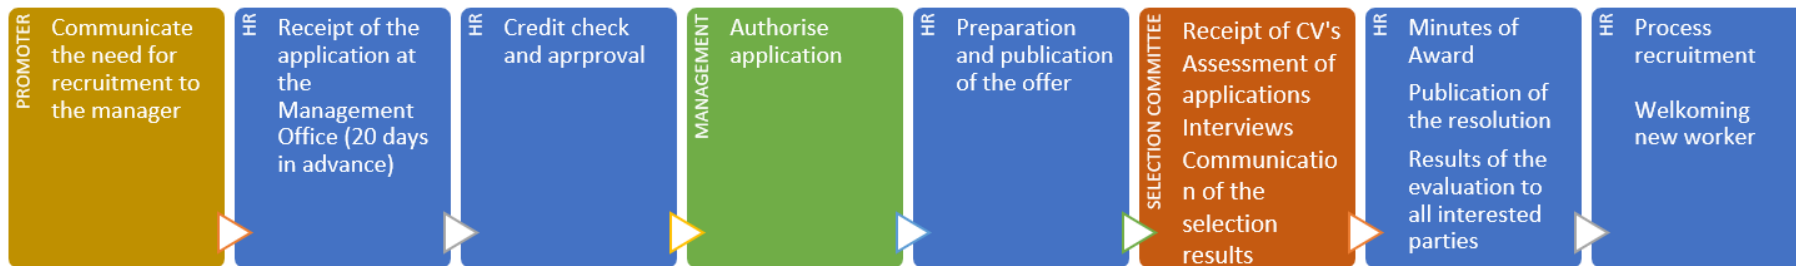 PROMOTER
Communicate
the need for
recruitment to
the manager
HR
Receipt of the
application at
the
Management
Office (20 days
in advance)
HR
Credit check
and aprproval
MANAGEMENT
Authorise
application
HR
Preparation
and publication
of the offer
SELECTION COMMITTEE
Receipt of CV's
Assessment of
applications
Interviews
Communicatio
n of the
selection
results
HR
Minutes of
Award
Publication of
the resolution
Results of the
evaluation to
all interested
parties
HR
Process
recruitment
Welkoming
new worker